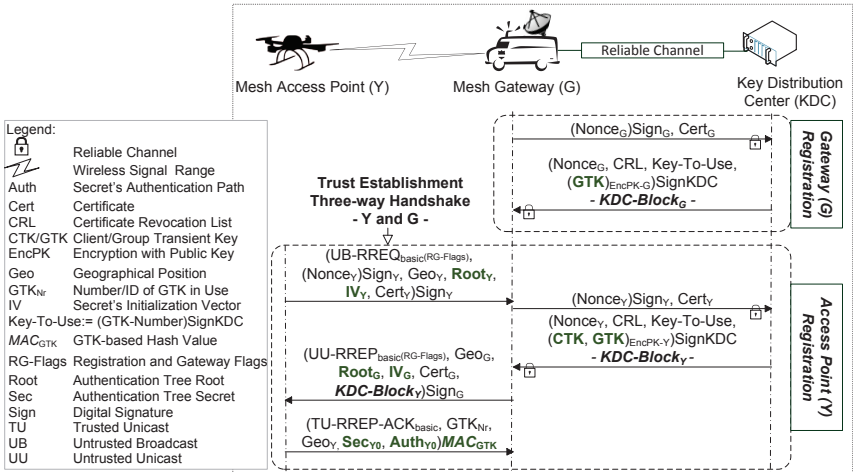 Reliable Channel
Mesh Access Point (Y)
Mesh Gateway (G)
Key Distribution
Center (KDC)
Legend:
Reliable Channel
Wireless Signal Range
Auth Secret's Authentication Path
Cert Certificate
CRL Certificate Revocation List
CTK/GTK Client/Group Transient Key
EncPK Encryption with Public Key
Geo Geographical Position
GTKNr Number/ID of GTK in Use
IV Secret's Initialization Vector
Key-To-Use:= (GTK-Number)SignKDC
MACGTK GTK-based Hash Value
RG-Flags Registration and Gateway Flags
Root Authentication Tree Root
Sec Authentication Tree Secret
Sign Digital Signature
TU Trusted Unicast
UB Untrusted Broadcast
UU Untrusted Unicast
(NonceG)SignG, CertG
(NonceG, CRL, Key-To-Use,
(GTK)EncPK-G)SignKDC
- KDC-BlockG -
Gateway (G)
Registration
Trust Establishment
Three-way Handshake
- Y and G -
(UB-RREQbasic(RG-Flags),
(NonceY)SignY, GeoY, RootY,
IVY, CertY)SignY
(NonceY)SignY, CertY
(NonceY, CRL, Key-To-Use,
(CTK, GTK)EncPK-Y)SignKDC
- KDC-BlockY -
(UU-RREPbasic(RG-Flags), GeoG,
RootG, IVG, CertG,
KDC-BlockY)SignG
(TU-RREP-ACKbasic, GTKNr,
GeoY, SecY0, AuthY0)MACGTK
Access Point (Y)
Registration